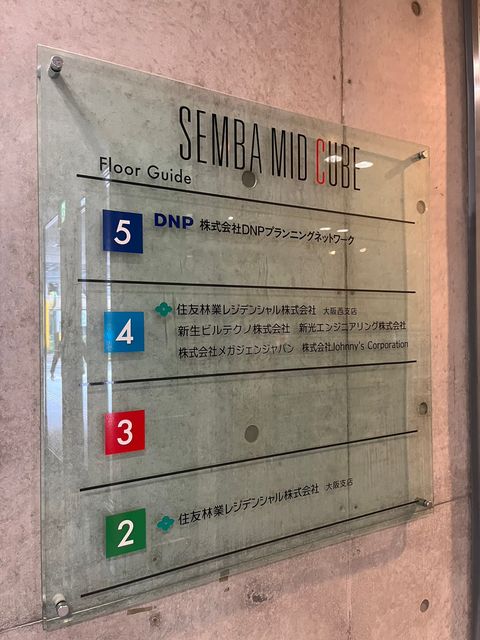 SEMBA MID CUBE
Floor Guide
5 DNP 株式会社DNPプランニングネットワーク
4 住友林業レジデンシャル株式会社 大阪西支店
新生ビルテクノ株式会社 新光エンジニアリング株式会社
株式会社メガジェンジャパン 株式会社Johnny's Corporation
3
2 住友林業レジデンシャル株式会社 大阪支店